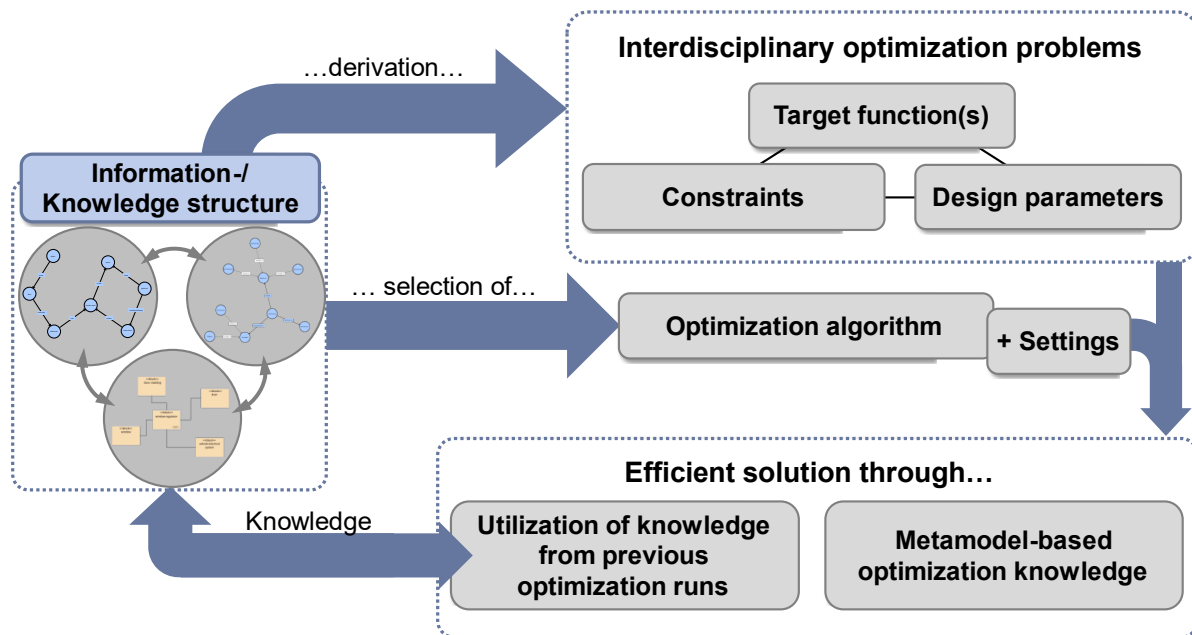 Interdisciplinary optimization problems
…derivation…
Target function(s)
Information-/
Knowledge structure
Constraints
Design parameters
… selection of…
Optimization algorithm
+ Settings
Efficient solution through…
Knowledge
Utilization of knowledge
from previous
optimization runs
Metamodel-based
optimization knowledge